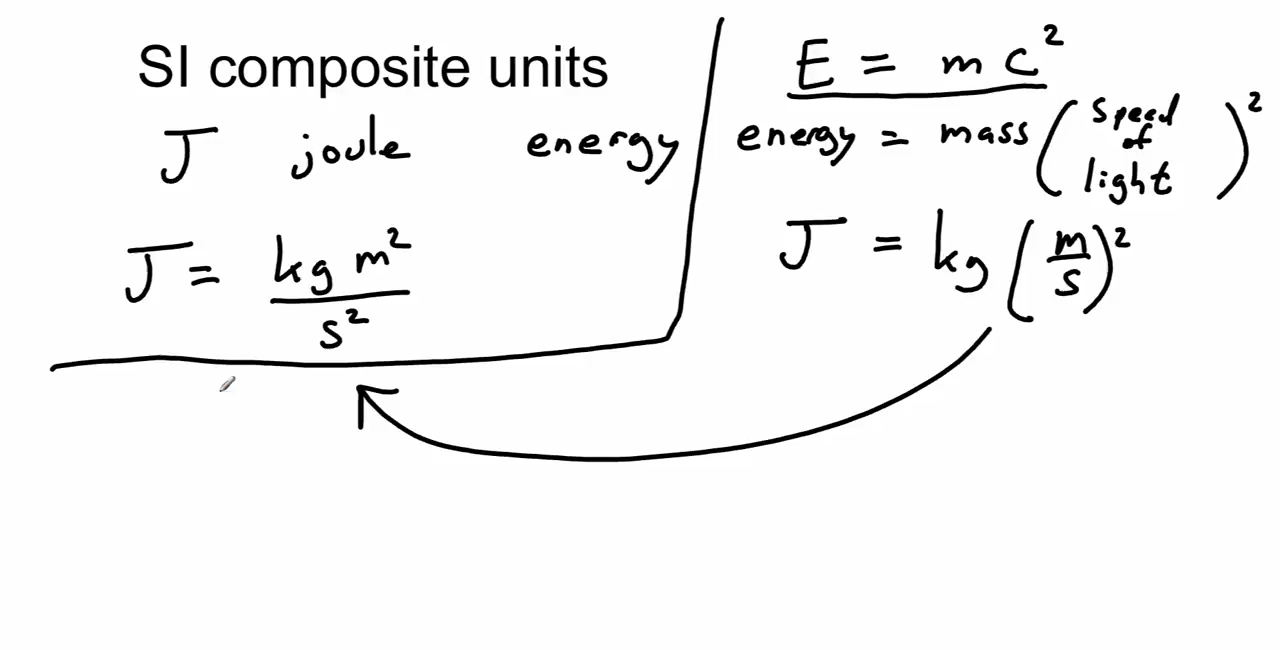 SI composite units
J joule energy
J = kg m² / s²
E = mc²
energy = mass (speed of light)²
J = kg (m/s)²